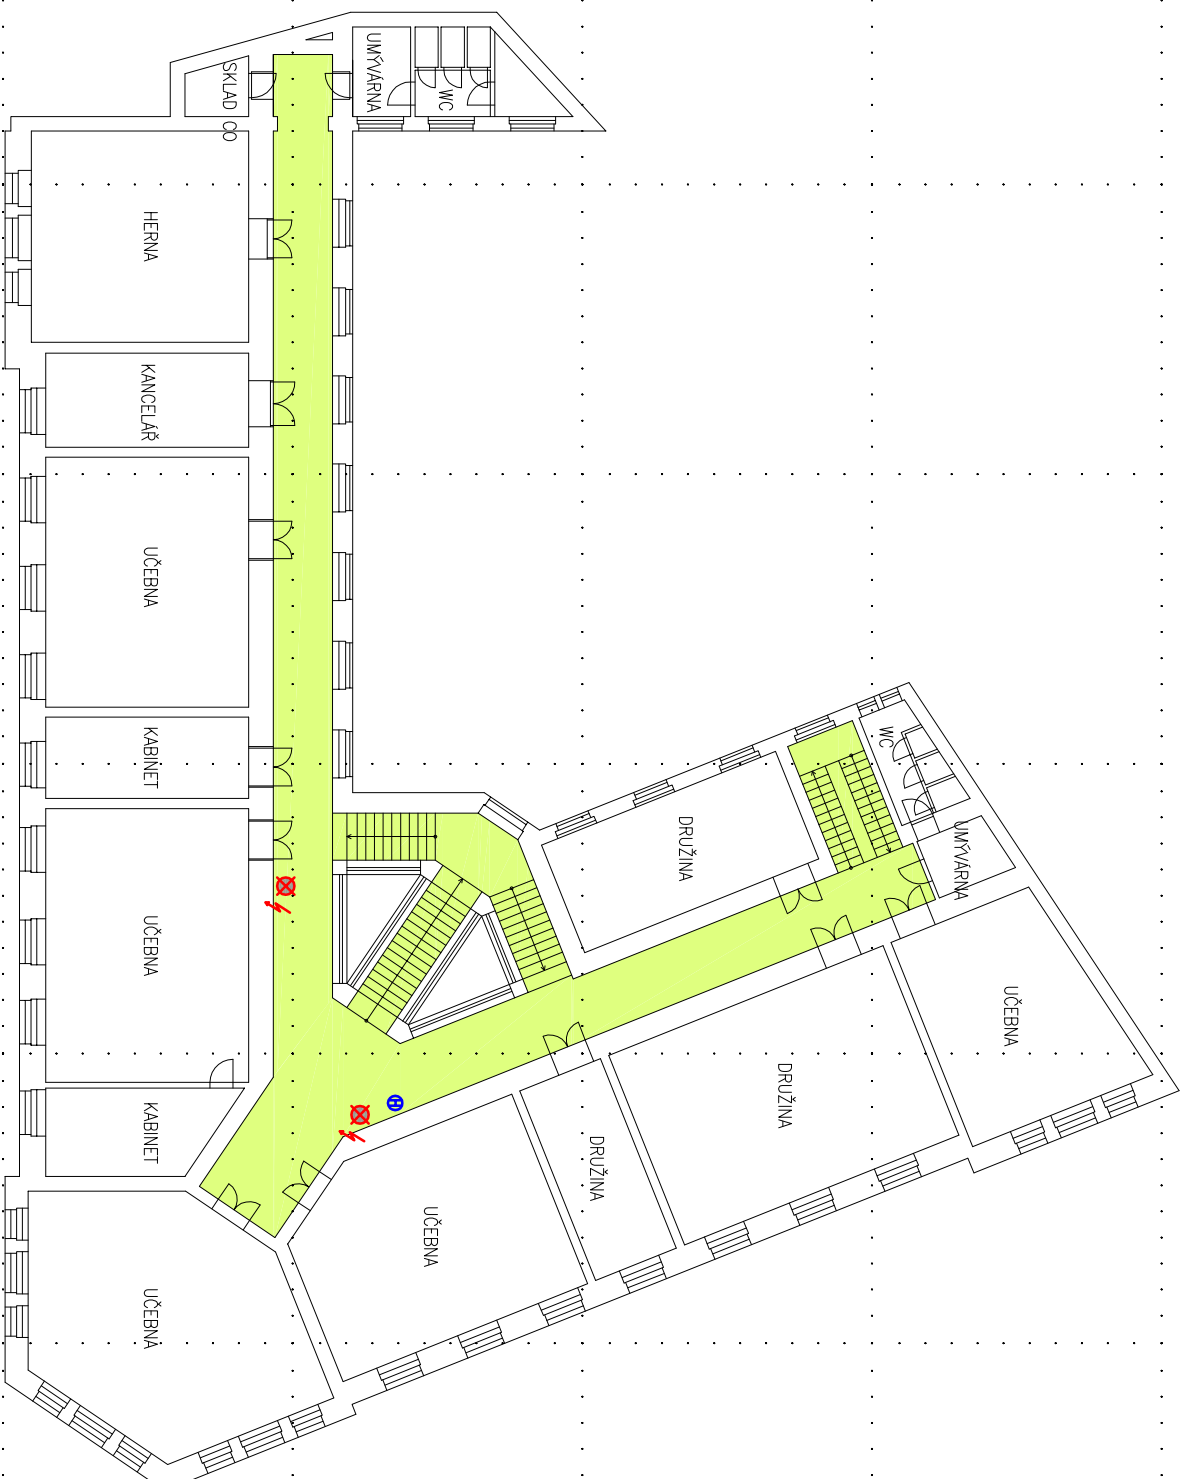 UMÝVÁRNA
SKLAD CO
WC
HERNA
KANCELÁŘ
UČEBNA
KABINET
WC
DRUŽINA
UMÝVÁRNA
UČEBNA
UČEBNA
DRUŽINA
KABINET
DRUŽINA
UČEBNA
UČEBNA
H